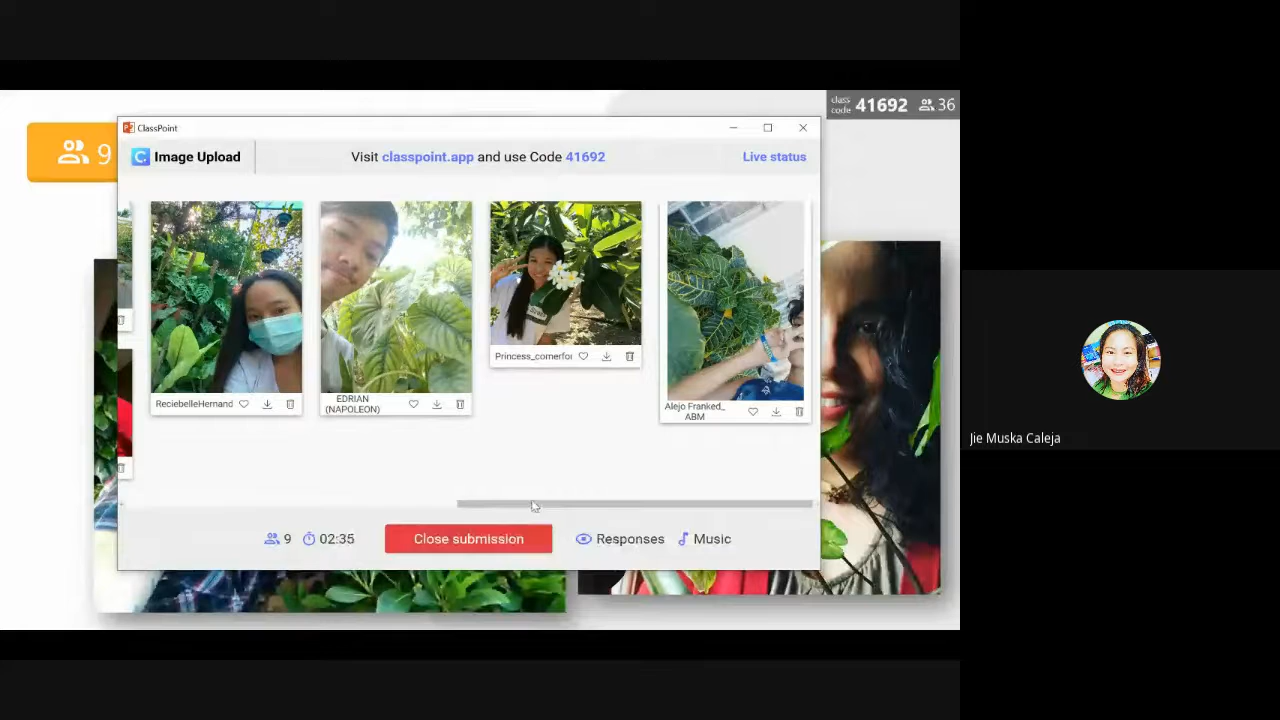 class code 41692 36
9
ClassPoint
Image Upload
Visit classpoint.app and use Code 41692
Live status
ReciebelleHernand
EDRIAN
(NAPOLEON)
Princess_comerfo
Alejo Franked_
ABM
9
02:35
Close submission
Responses
Music
Jie Muska Caleja